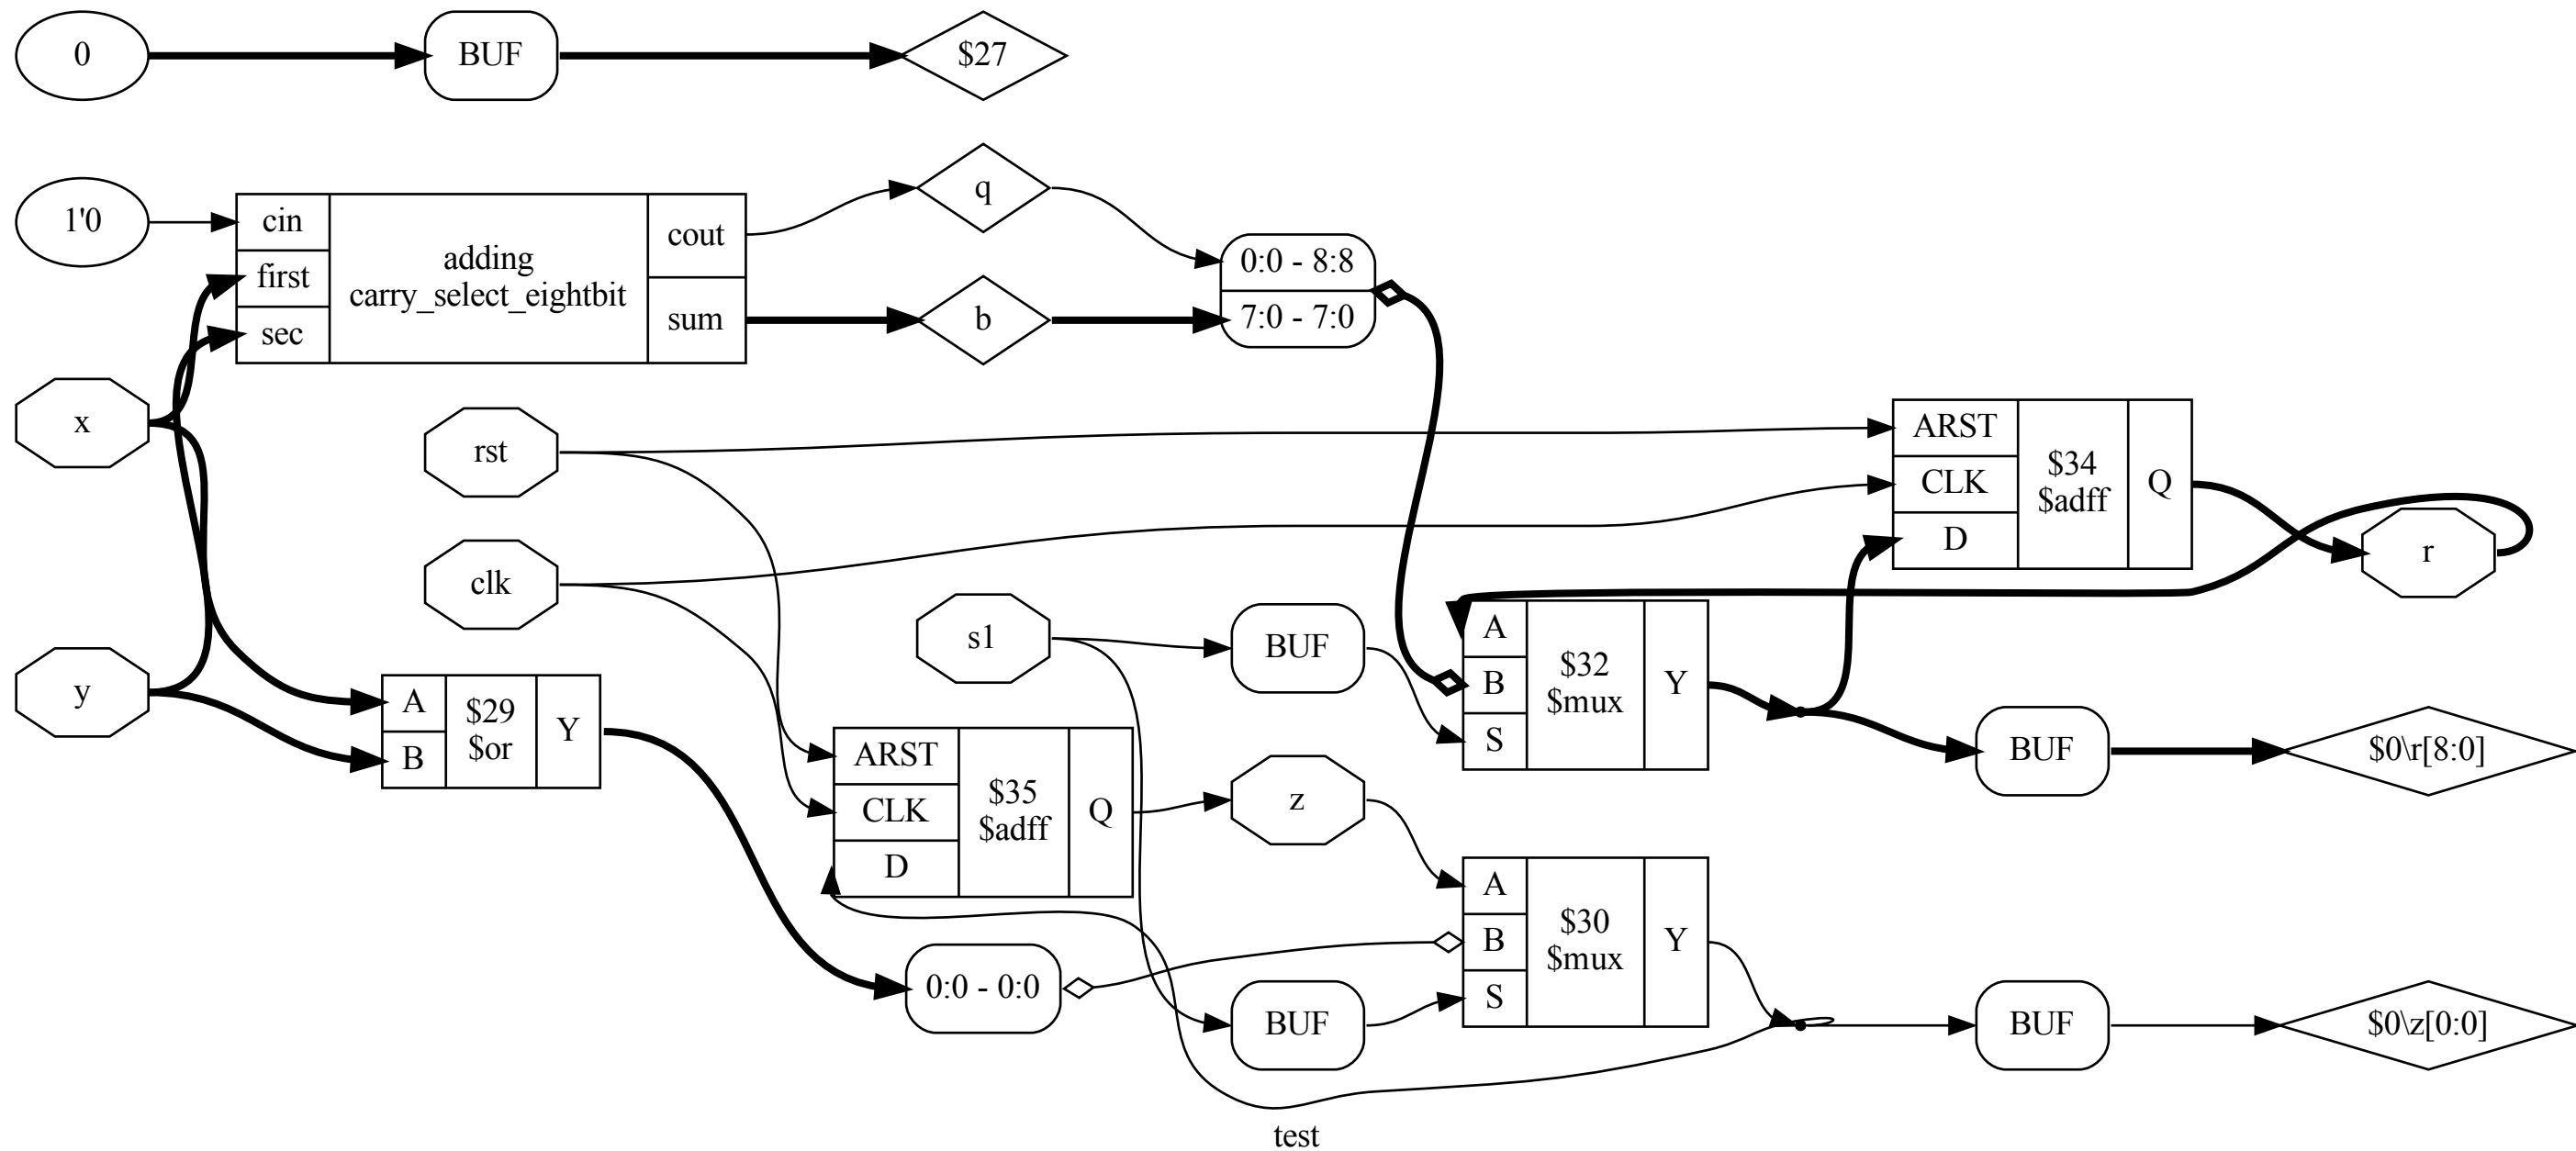 0
BUF
$27
1'0
cin
first
sec
adding
carry_select_eightbit
cout
sum
q
b
0:0 - 8:8
7:0 - 7:0
x
rst
clk
y
A
B
$29
$or
Y
s1
BUF
ARST
CLK
D
$34
$adff
Q
r
A
B
S
$32
$mux
Y
BUF
$0\r[8:0]
ARST
CLK
D
$35
$adff
Q
z
0:0 - 0:0
BUF
A
B
S
$30
$mux
Y
BUF
$0\z[0:0]
test